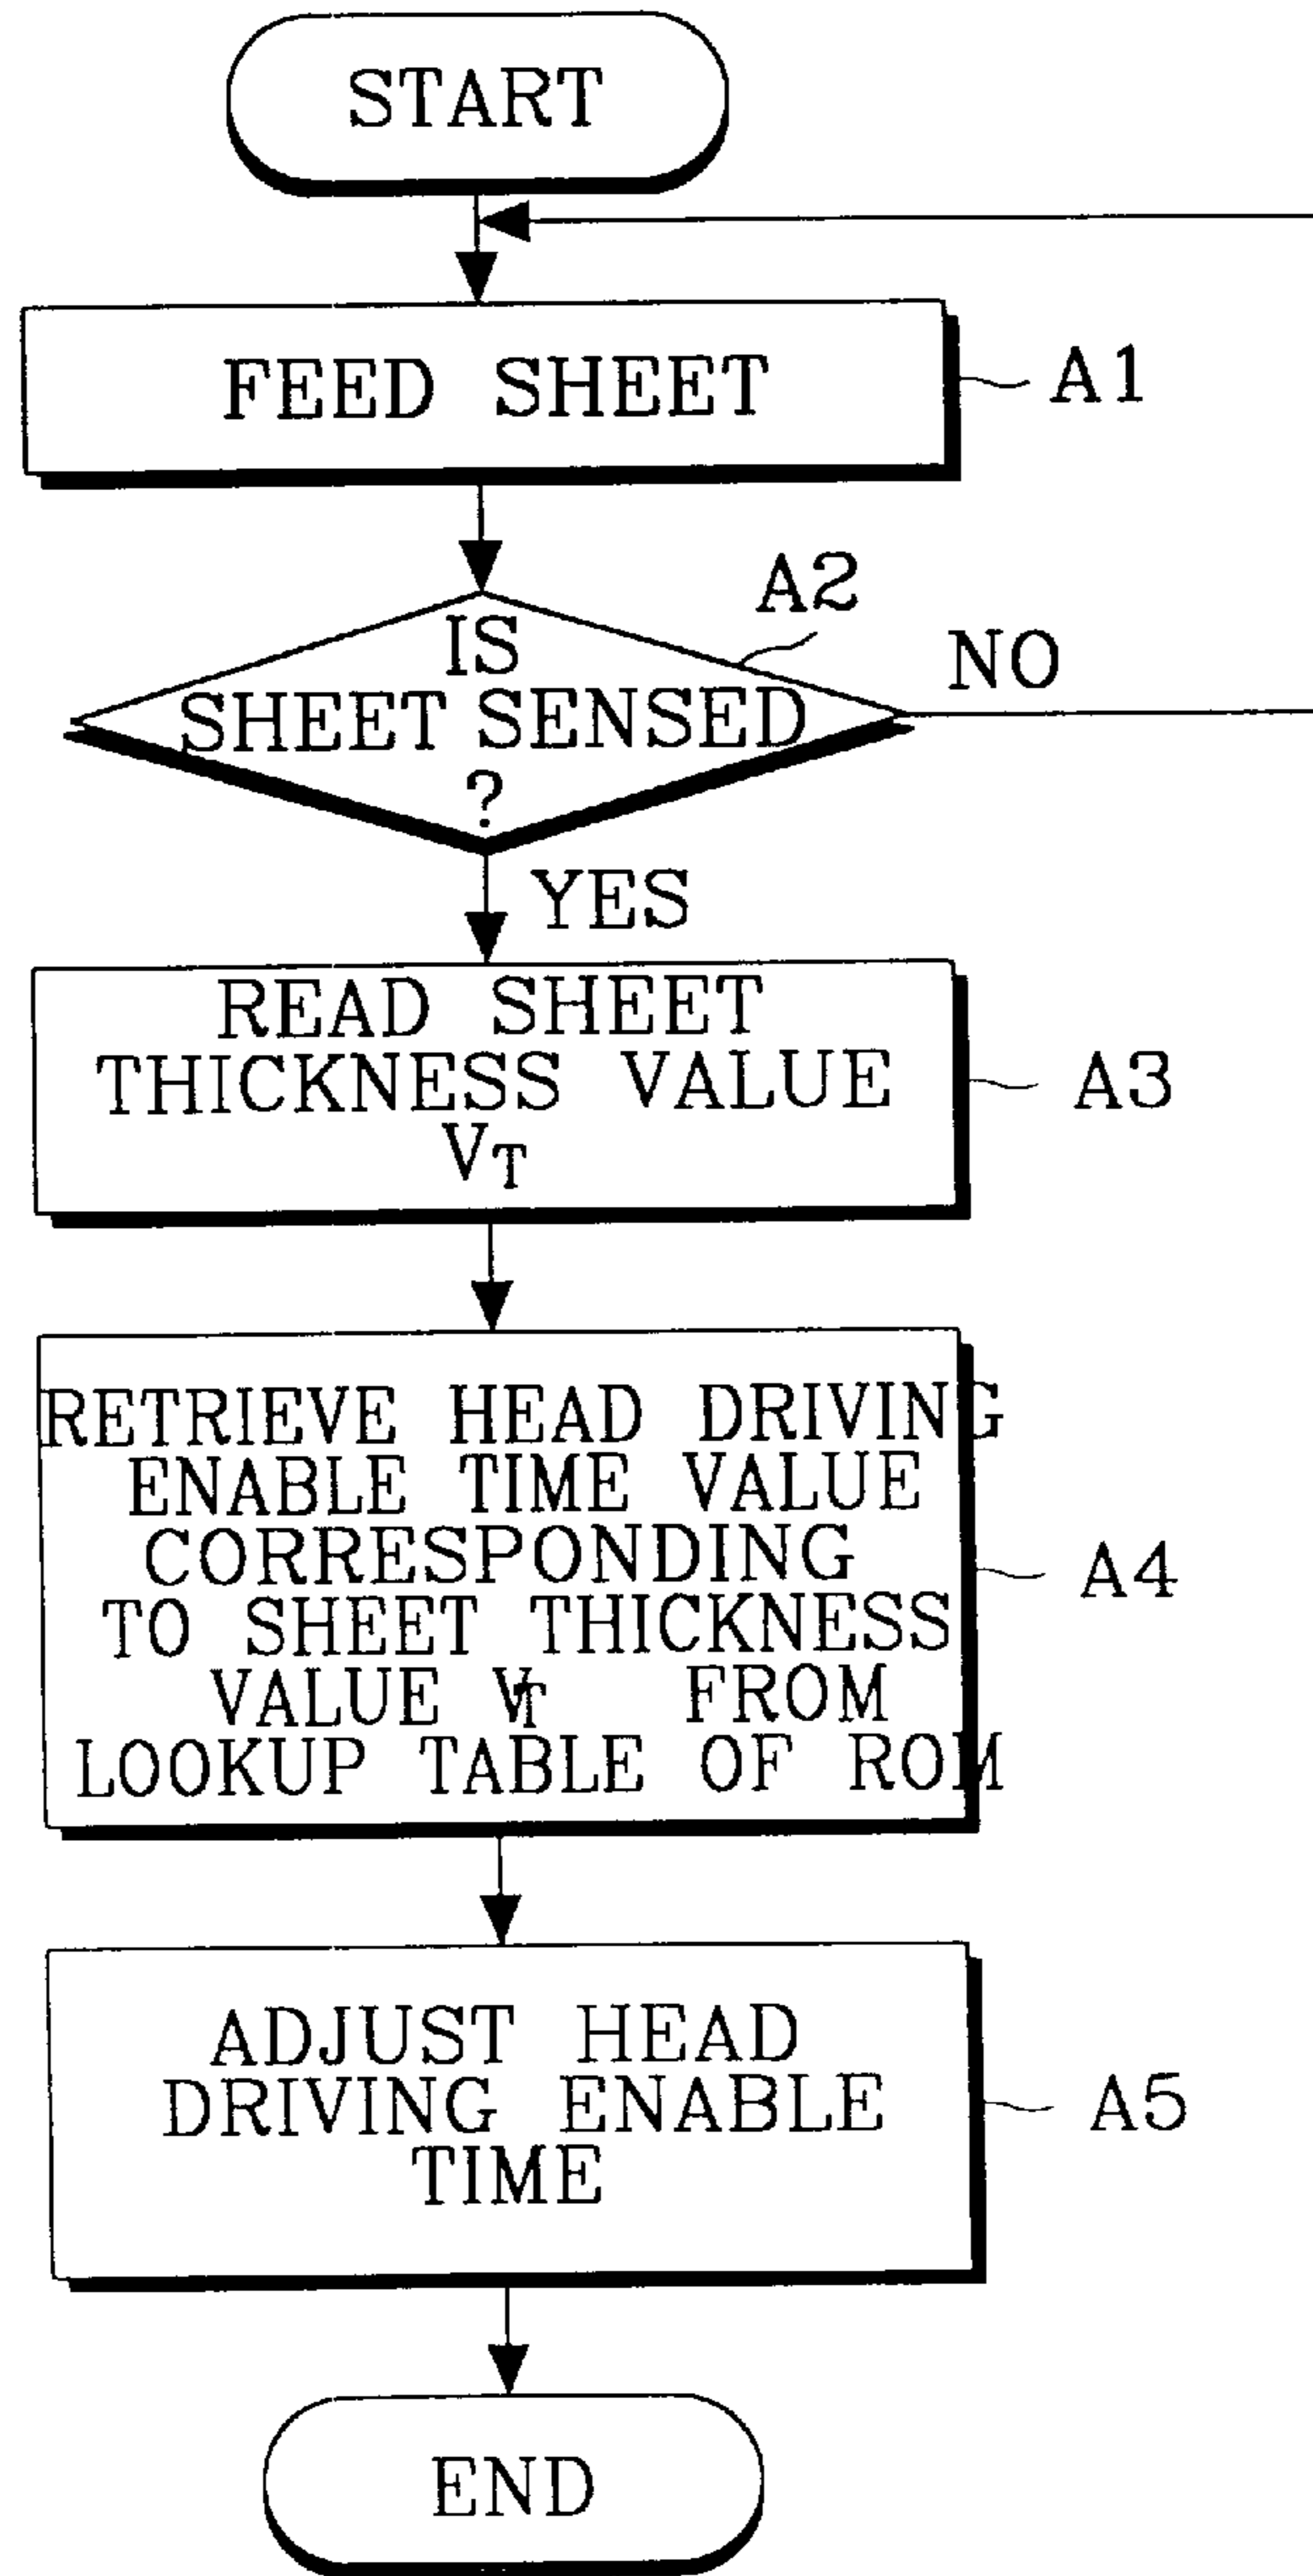 START
FEED SHEET
A1
A2
IS
SHEET SENSED
?
NO
YES
READ SHEET
THICKNESS VALUE
VT
A3
RETRIEVE HEAD DRIVING
ENABLE TIME VALUE
CORRESPONDING
TO SHEET THICKNESS
VALUE VT FROM
LOOKUP TABLE OF ROM
A4
ADJUST HEAD
DRIVING ENABLE
TIME
A5
END